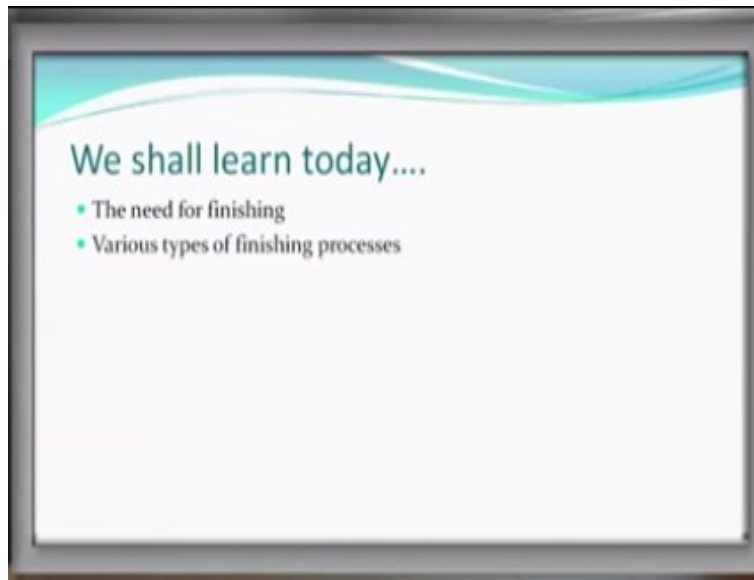 We shall learn today....
The need for finishing
Various types of finishing processes